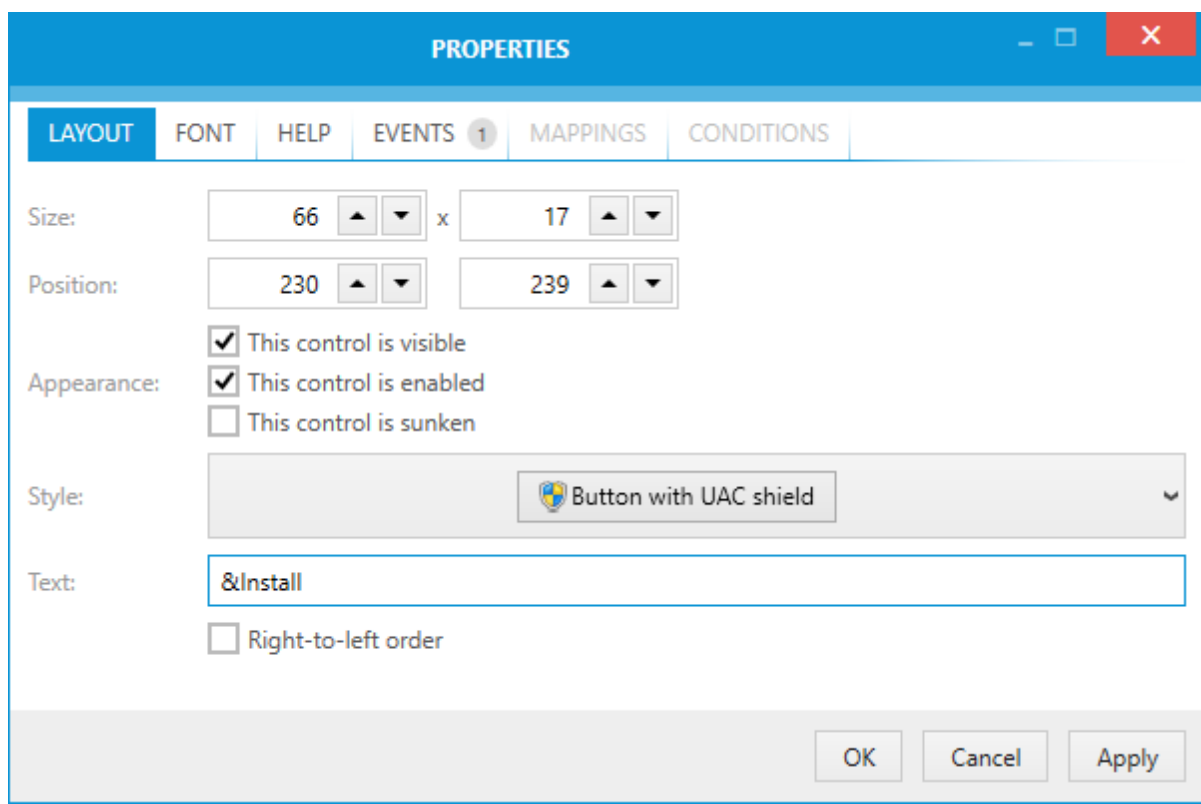 PROPERTIES
LAYOUT FONT HELP EVENTS 1 MAPPINGS CONDITIONS
Size: 66 x 17
Position: 230 239
This control is visible
Appearance: This control is enabled
This control is sunken
Style: Button with UAC shield
Text: &Install
Right-to-left order
OK Cancel Apply